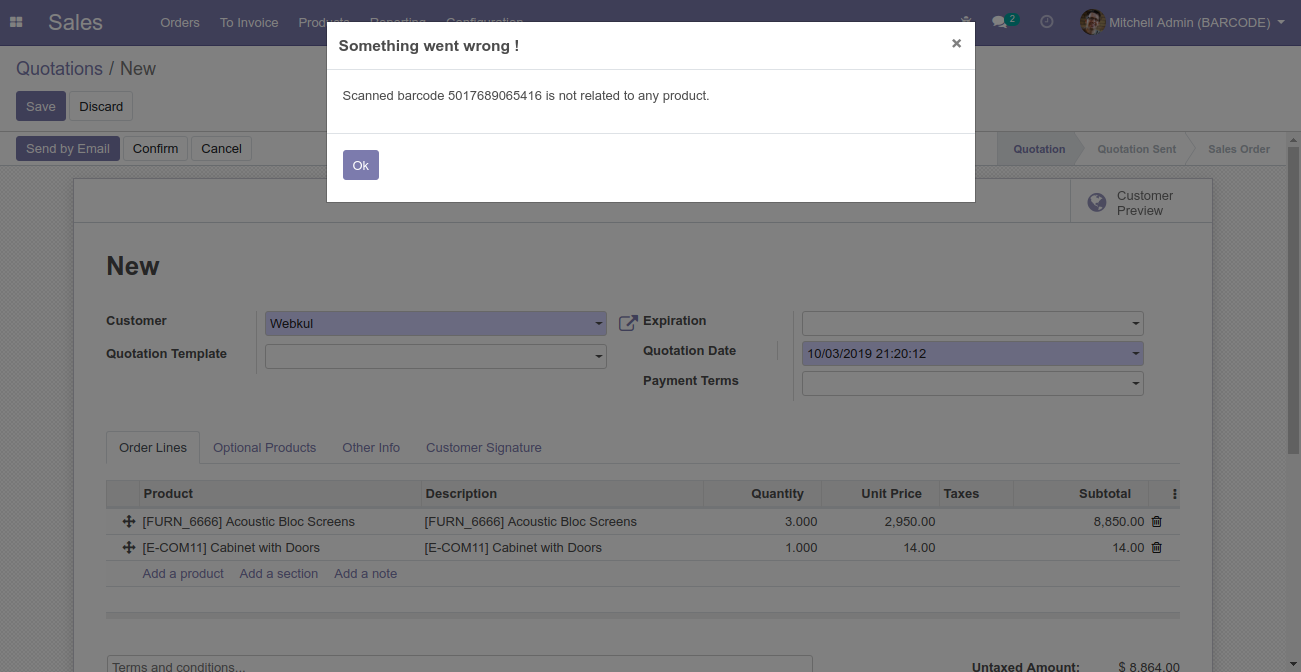 Sales Orders To Invoice Products Reporting Configuration 2 Mitchell Admin (BARCODE)
Something went wrong ! ×
Scanned barcode 5017689065416 is not related to any product.
Ok
Quotations / New
Save Discard
Send by Email Confirm Cancel Quotation Quotation Sent Sales Order
Customer
Preview
New
Customer Webkul Expiration
Quotation Template Quotation Date 10/03/2019 21:20:12
Payment Terms
Order Lines Optional Products Other Info Customer Signature
Product Description Quantity Unit Price Taxes Subtotal
[FURN_6666] Acoustic Bloc Screens [FURN_6666] Acoustic Bloc Screens 3.000 2,950.00 8,850.00
[E-COM11] Cabinet with Doors [E-COM11] Cabinet with Doors 1.000 14.00 14.00
Add a product Add a section Add a note
Terms and conditions... Untaxed Amount: $ 8,864.00